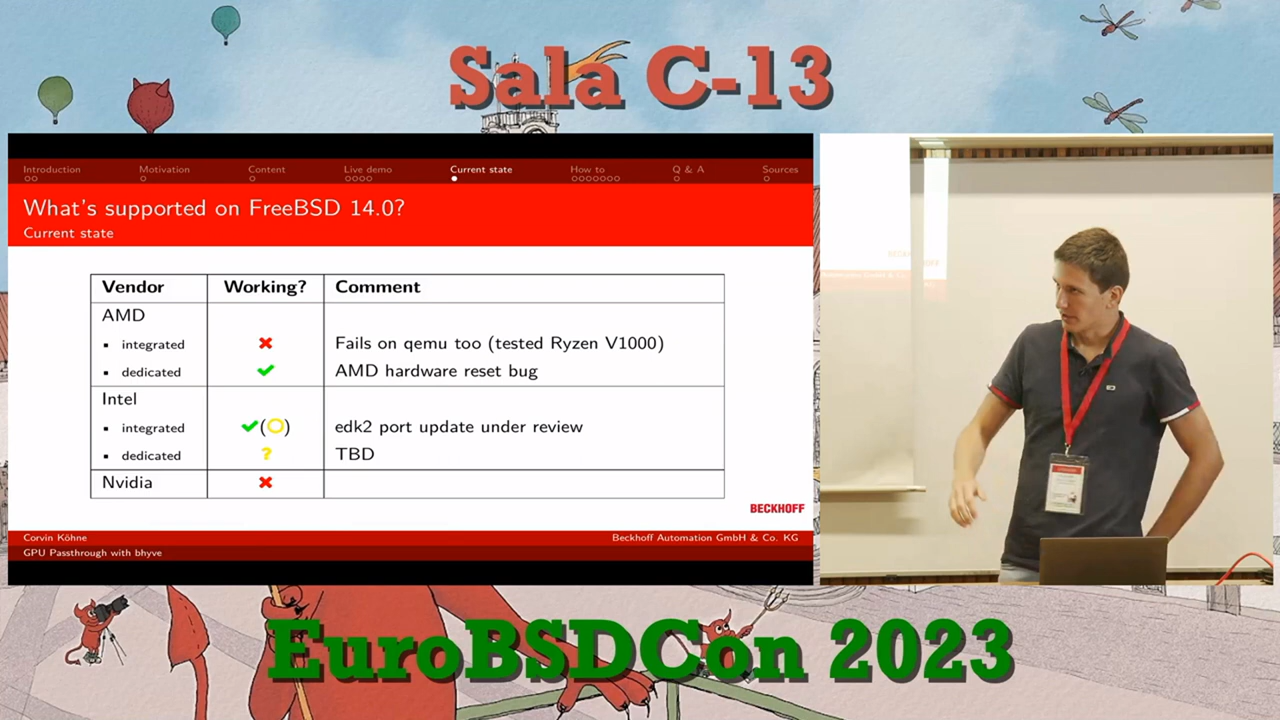 Sala C-13
Introduction Motivation Content Live demo Current state How to Q & A Sources
What's supported on FreeBSD 14.0?
Current state
Vendor Working? Comment
AMD
▪ integrated ✖ Fails on qemu too (tested Ryzen V1000)
▪ dedicated ✔ AMD hardware reset bug
Intel
▪ integrated ✔(○) edk2 port update under review
▪ dedicated ? TBD
Nvidia ✖
BECKHOFF
Corvin Köhne Beckhoff Automation GmbH & Co. KG
GPU Passthrough with bhyve
EuroBSDCon 2023